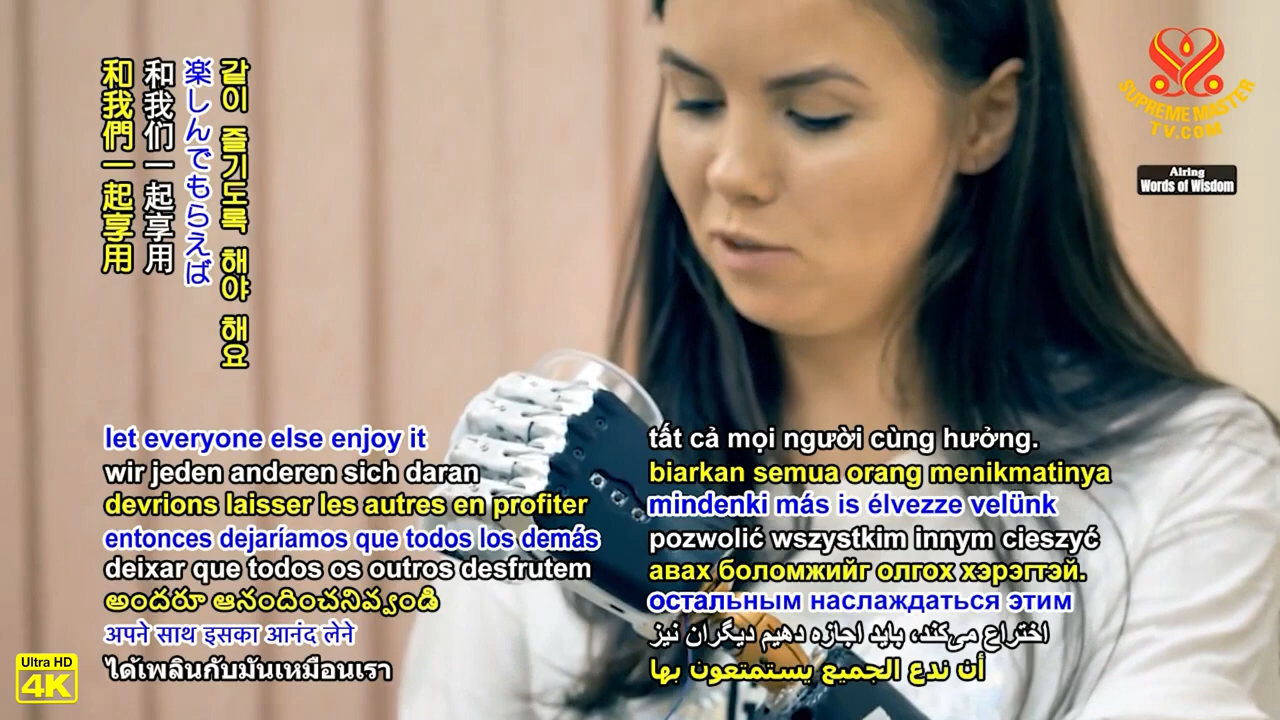 和我們一起享用
和我们一起享用
楽しんでもらえば
같이 즐기도록 해야 해요
SUPREME MASTER
TV.COM
Airing
Words of Wisdom
let everyone else enjoy it
wir jeden anderen sich daran
devrions laisser les autres en profiter
entonces dejaríamos que todos los demás
deixar que todos os outros desfrutem
అందరూ ఆనందించనివ్వండి
अपने साथ इसका आनंद लेने
ได้เพลินกับมันเหมือนเรา
tất cả mọi người cùng hưởng.
biarkan semua orang menikmatinya
mindenki más is élvezze velünk
pozwolić wszystkim innym cieszyć
авах боломжийг олгох хэрэгтэй.
остальным наслаждаться этим
اختراع می‌کند، باید اجازه دهیم دیگران نیز
أن ندع الجميع يستمتعون بها
Ultra HD
4K